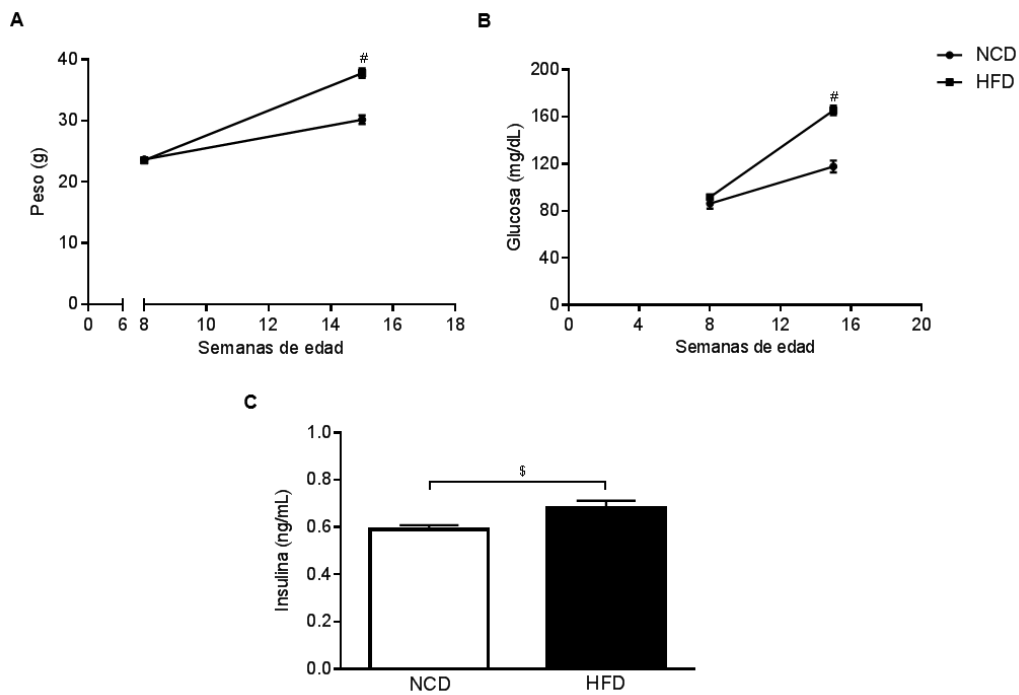 A
Peso (g)
40
30
20
10
0
#
0 6 8 10 12 14 16 18
Semanas de edad
B
Glucosa (mg/dL)
200
160
120
80
40
0
#
0 4 8 12 16 20
Semanas de edad
NCD
HFD
C
Insulina (ng/mL)
1.0
0.8
0.6
0.4
0.2
0.0
$
NCD HFD